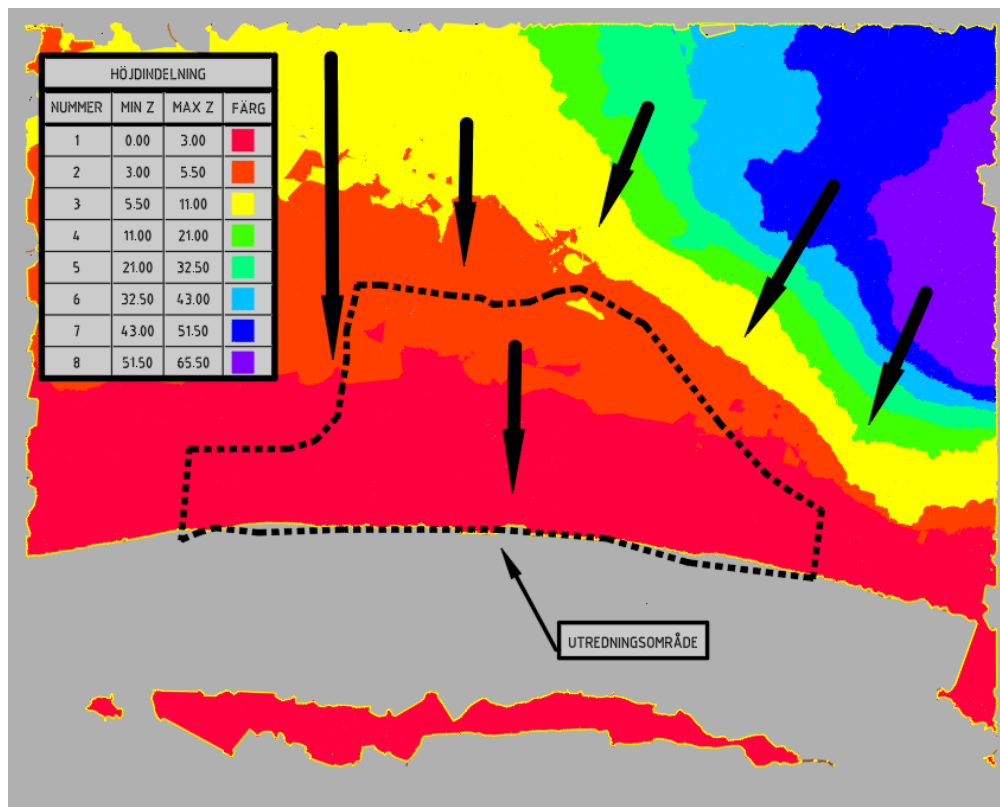 HÖJDINDELNING
NUMMER MIN Z MAX Z FÄRG
1 0.00 3.00
2 3.00 5.50
3 5.50 11.00
4 11.00 21.00
5 21.00 32.50
6 32.50 43.00
7 43.00 51.50
8 51.50 65.50
UTREDNINGSOMRÅDE